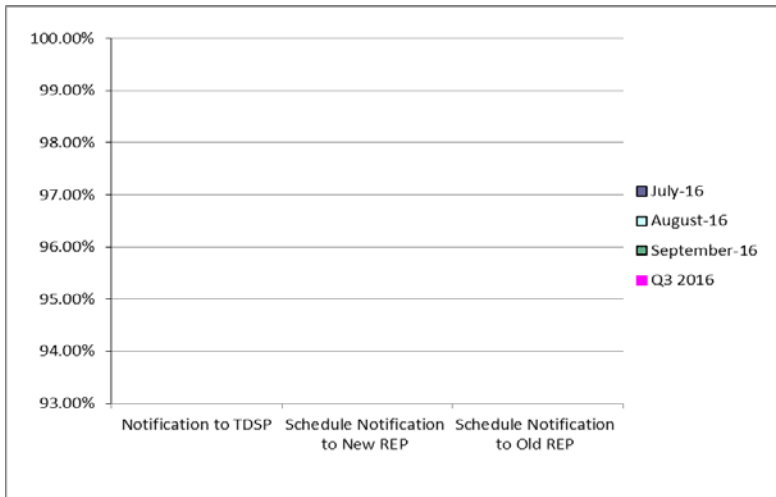 100.00%
99.00%
98.00%
97.00%
96.00%
95.00%
94.00%
93.00%
Notification to TDSP
Schedule Notification
to New REP
Schedule Notification
to Old REP
July-16
August-16
September-16
Q3 2016